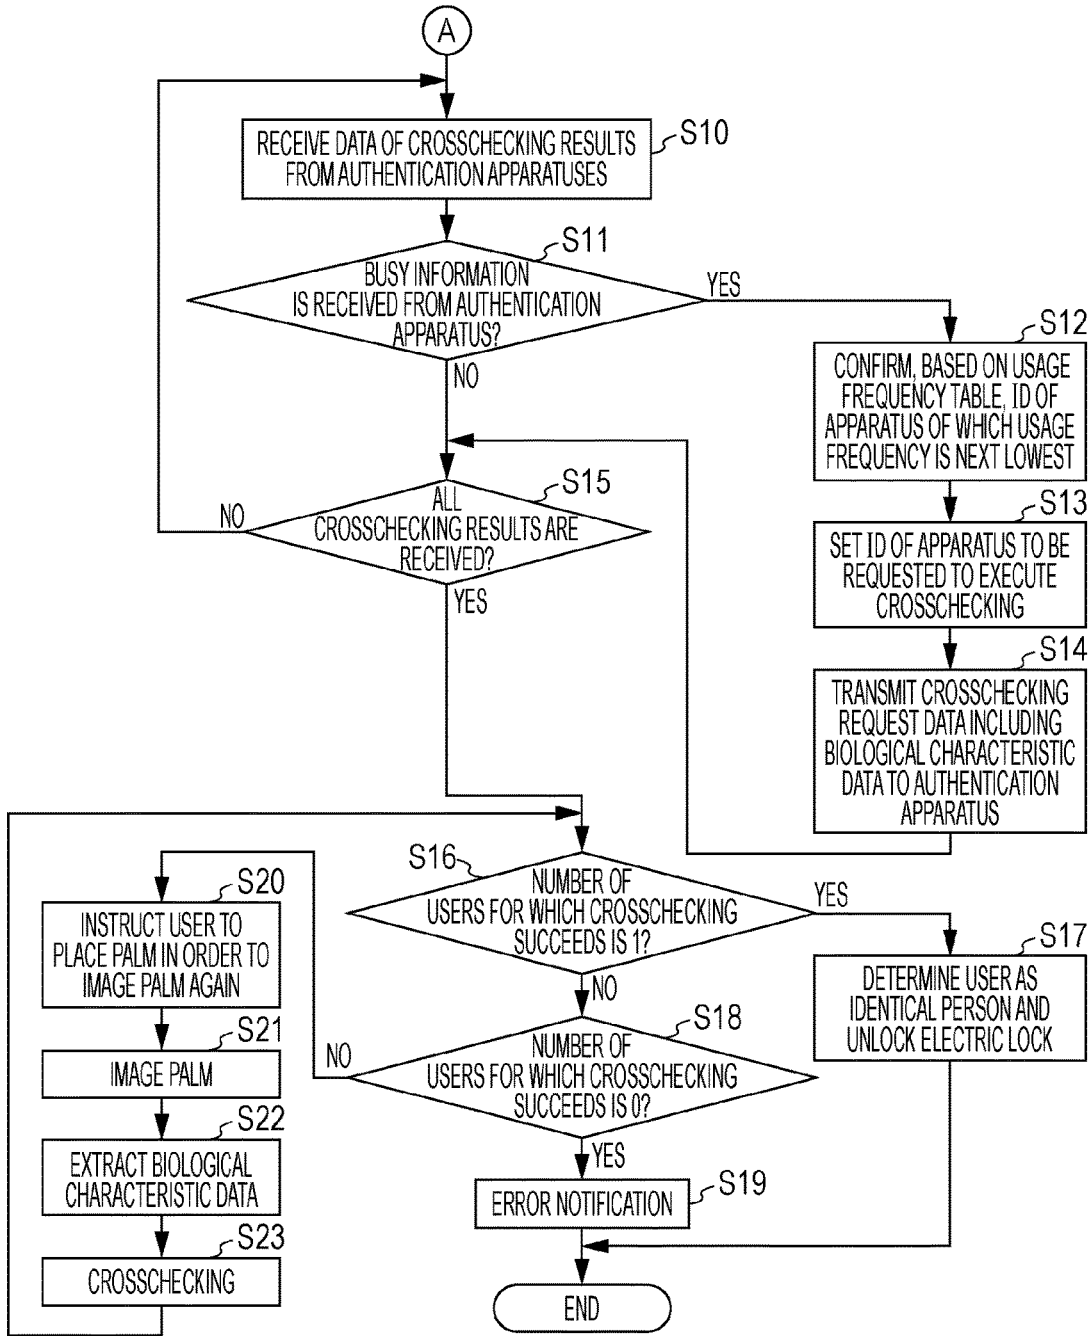 A
RECEIVE DATA OF CROSSCHECKING RESULTS
FROM AUTHENTICATION APPARATUSES
S10
BUSY INFORMATION
IS RECEIVED FROM AUTHENTICATION
APPARATUS?
S11
YES
NO
CONFIRM, BASED ON USAGE
FREQUENCY TABLE, ID OF
APPARATUS OF WHICH USAGE
FREQUENCY IS NEXT LOWEST
S12
SET ID OF APPARATUS TO BE
REQUESTED TO EXECUTE
CROSSCHECKING
S13
TRANSMIT CROSSCHECKING
REQUEST DATA INCLUDING
BIOLOGICAL CHARACTERISTIC
DATA TO AUTHENTICATION
APPARATUS
S14
ALL
CROSSCHECKING RESULTS ARE
RECEIVED?
S15
NO
YES
S16
NUMBER OF
USERS FOR WHICH CROSSCHECKING
SUCCEEDS IS 1?
YES
NO
S17
DETERMINE USER AS
IDENTICAL PERSON AND
UNLOCK ELECTRIC LOCK
S18
NUMBER OF
USERS FOR WHICH CROSSCHECKING
SUCCEEDS IS 0?
NO
YES
ERROR NOTIFICATION
S19
S20
INSTRUCT USER TO
PLACE PALM IN ORDER TO
IMAGE PALM AGAIN
S21
IMAGE PALM
S22
EXTRACT BIOLOGICAL
CHARACTERISTIC DATA
S23
CROSSCHECKING
END